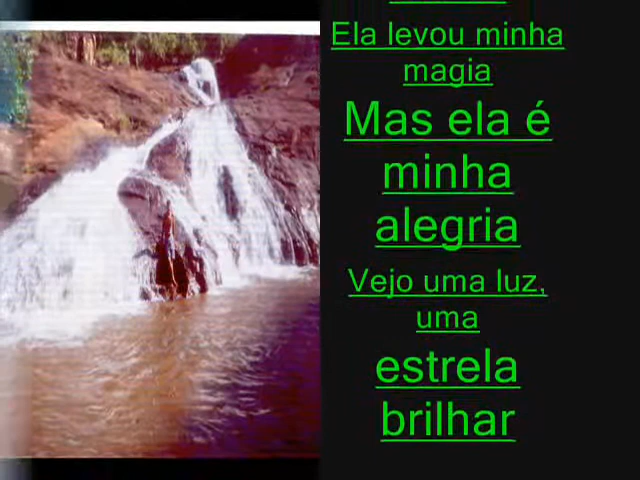 Ela levou minha
magia
Mas ela é
minha
alegria
Vejo uma luz,
uma
estrela
brilhar